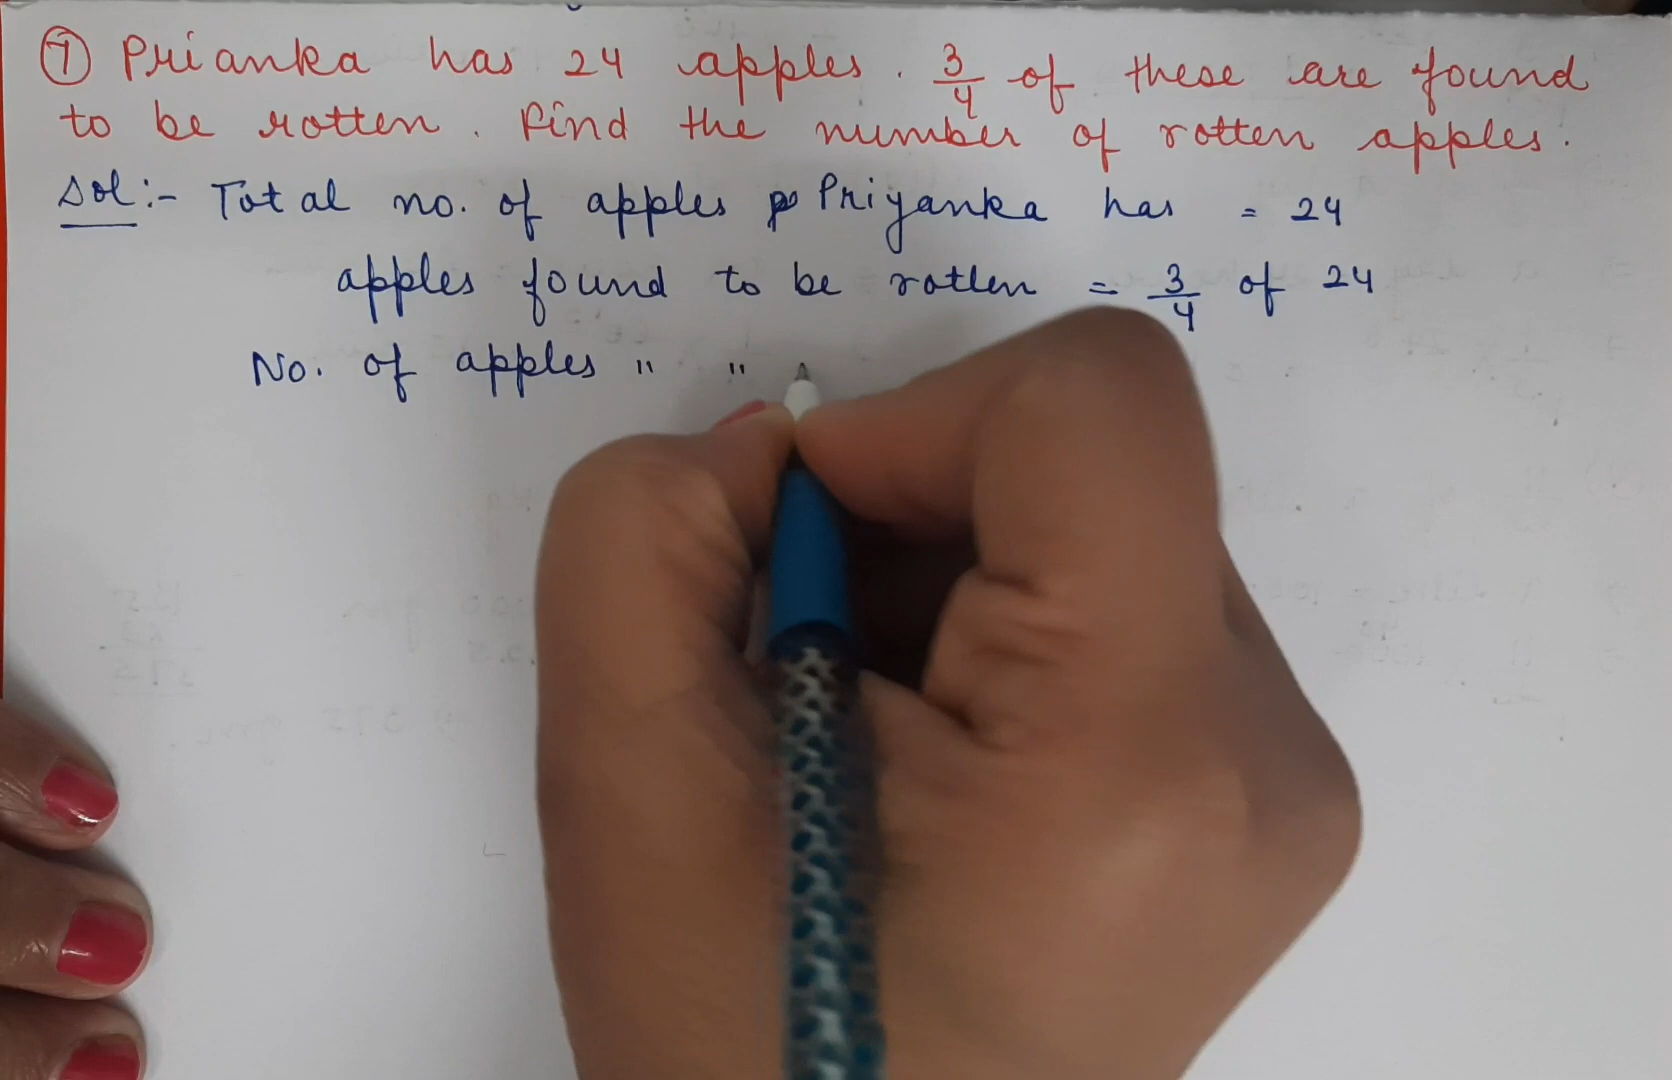 7 Prianka has 24 apples. 3/4 of these are found
to be rotten. Find the number of rotten apples.
Sol:- Total no. of apples Priyanka has = 24
apples found to be rotten = 3/4 of 24
No. of apples " "